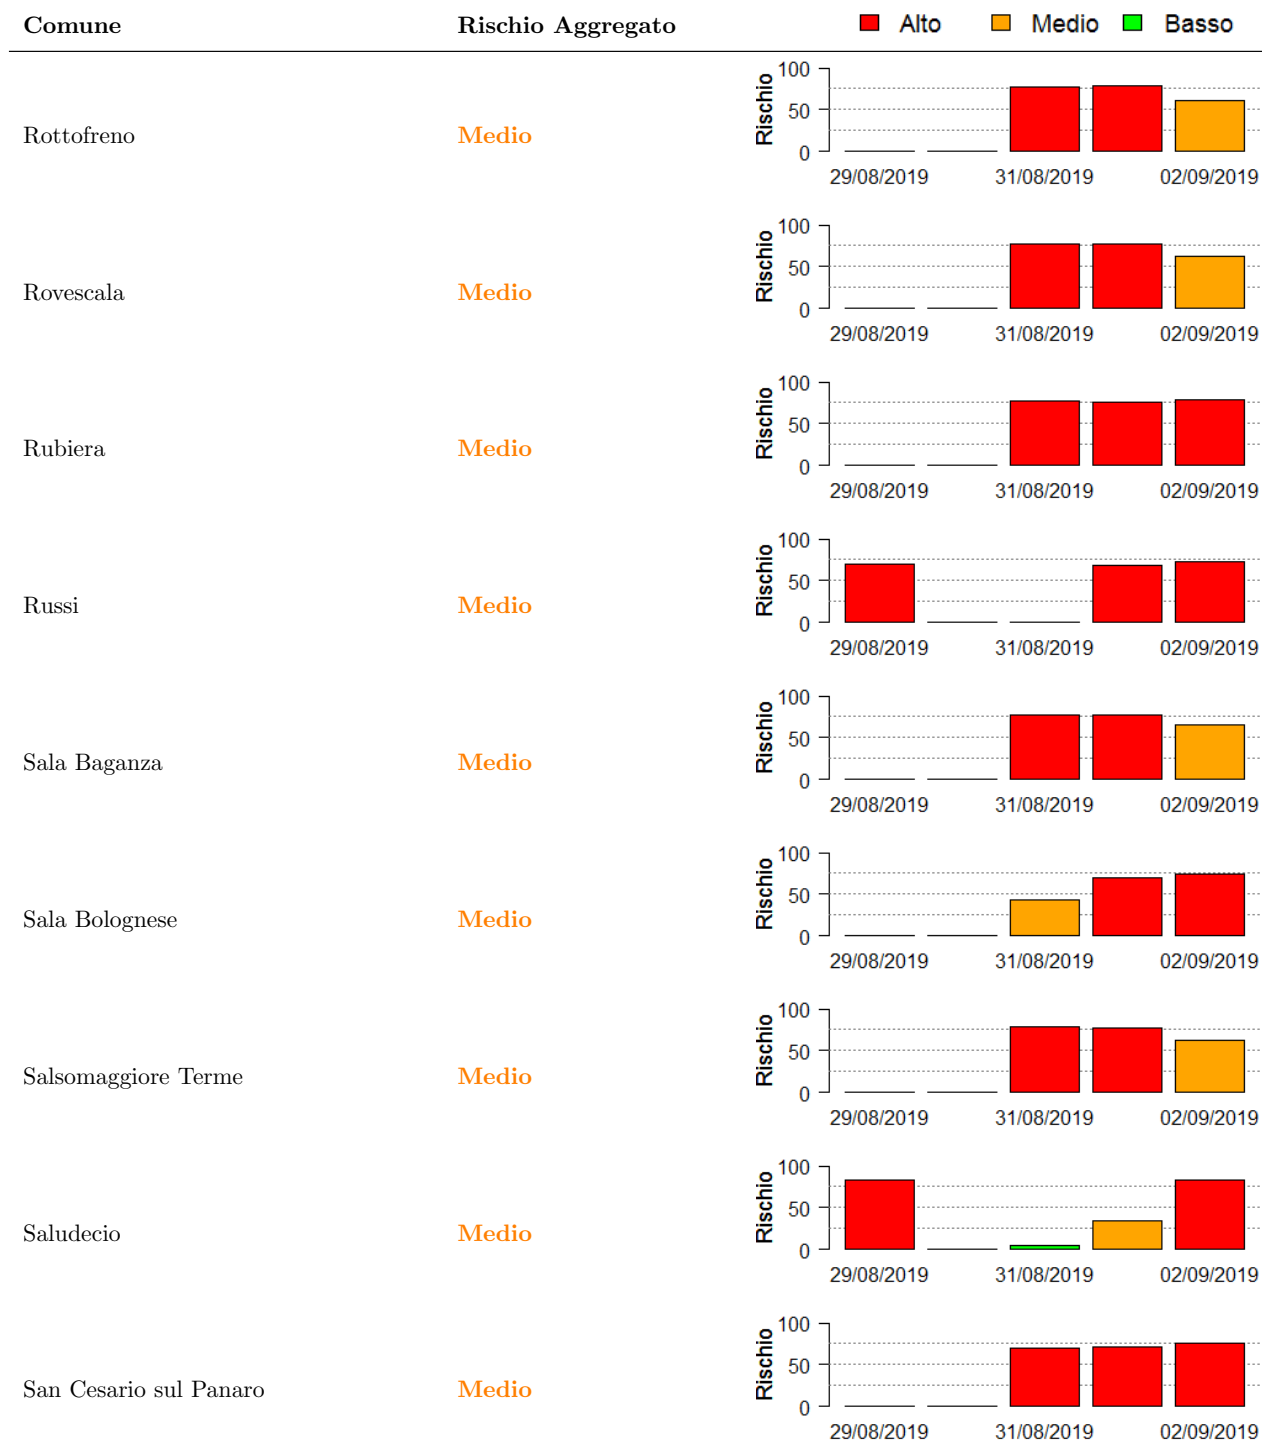 Comune Rischio Aggregato Alto Medio Basso
Rottofreno Medio
Rischio
100
50
0
29/08/2019 31/08/2019 02/09/2019
Rovescala Medio
Rischio
100
50
0
29/08/2019 31/08/2019 02/09/2019
Rubiera Medio
Rischio
100
50
0
29/08/2019 31/08/2019 02/09/2019
Russi Medio
Rischio
100
50
0
29/08/2019 31/08/2019 02/09/2019
Sala Baganza Medio
Rischio
100
50
0
29/08/2019 31/08/2019 02/09/2019
Sala Bolognese Medio
Rischio
100
50
0
29/08/2019 31/08/2019 02/09/2019
Salsomaggiore Terme Medio
Rischio
100
50
0
29/08/2019 31/08/2019 02/09/2019
Saludecio Medio
Rischio
100
50
0
29/08/2019 31/08/2019 02/09/2019
San Cesario sul Panaro Medio
Rischio
100
50
0
29/08/2019 31/08/2019 02/09/2019